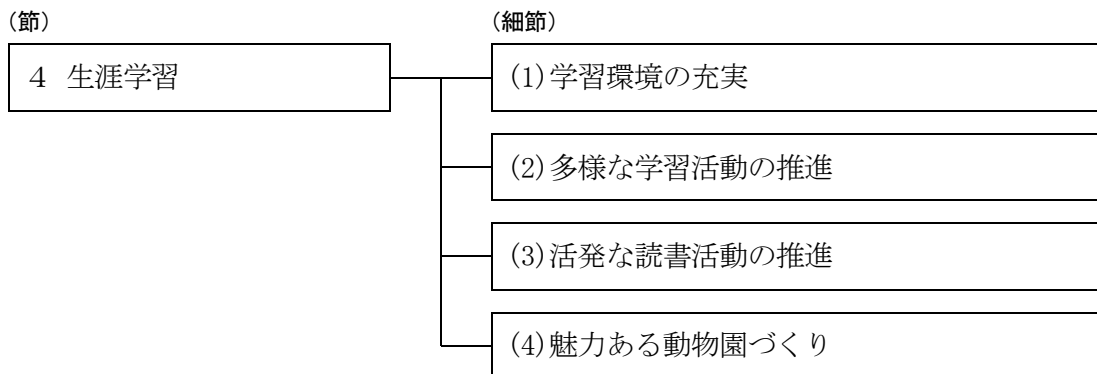 （節）
（細節）
４ 生涯学習
(1)学習環境の充実
(2)多様な学習活動の推進
(3)活発な読書活動の推進
(4)魅力ある動物園づくり